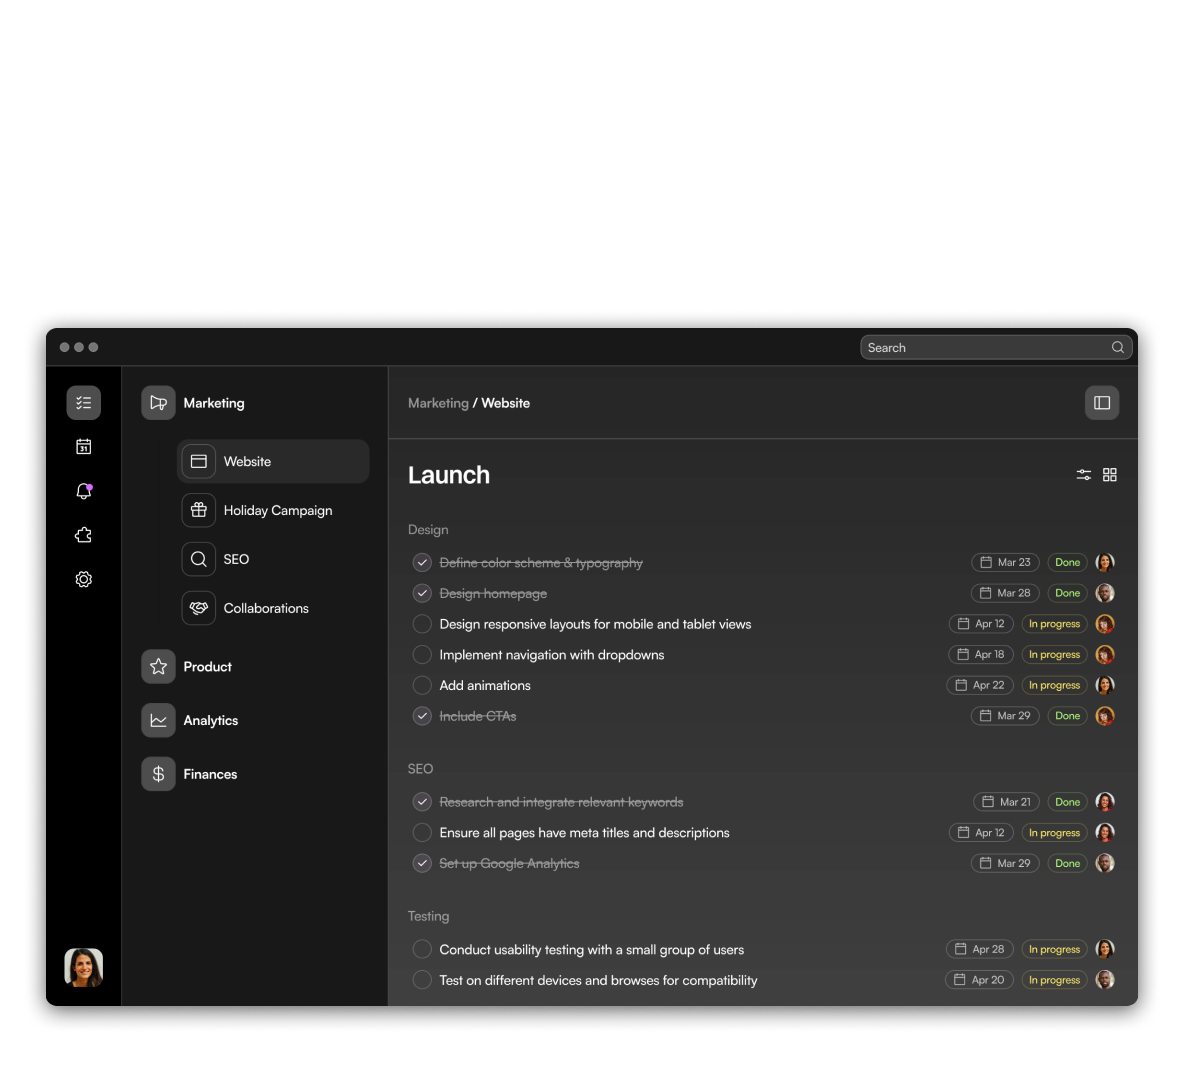 Search
31
Marketing
Website
Holiday Campaign
SEO
Collaborations
Product
Analytics
$ Finances
Marketing / Website
Launch
Design
Define color scheme & typography Mar 23 Done
Design homepage Mar 28 Done
Design responsive layouts for mobile and tablet views Apr 12 In progress
Implement navigation with dropdowns Apr 18 In progress
Add animations Apr 22 In progress
Include CTAs Mar 29 Done
SEO
Research and integrate relevant keywords Mar 21 Done
Ensure all pages have meta titles and descriptions Apr 12 In progress
Set up Google Analytics Mar 29 Done
Testing
Conduct usability testing with a small group of users Apr 28 In progress
Test on different devices and browses for compatibility Apr 20 In progress